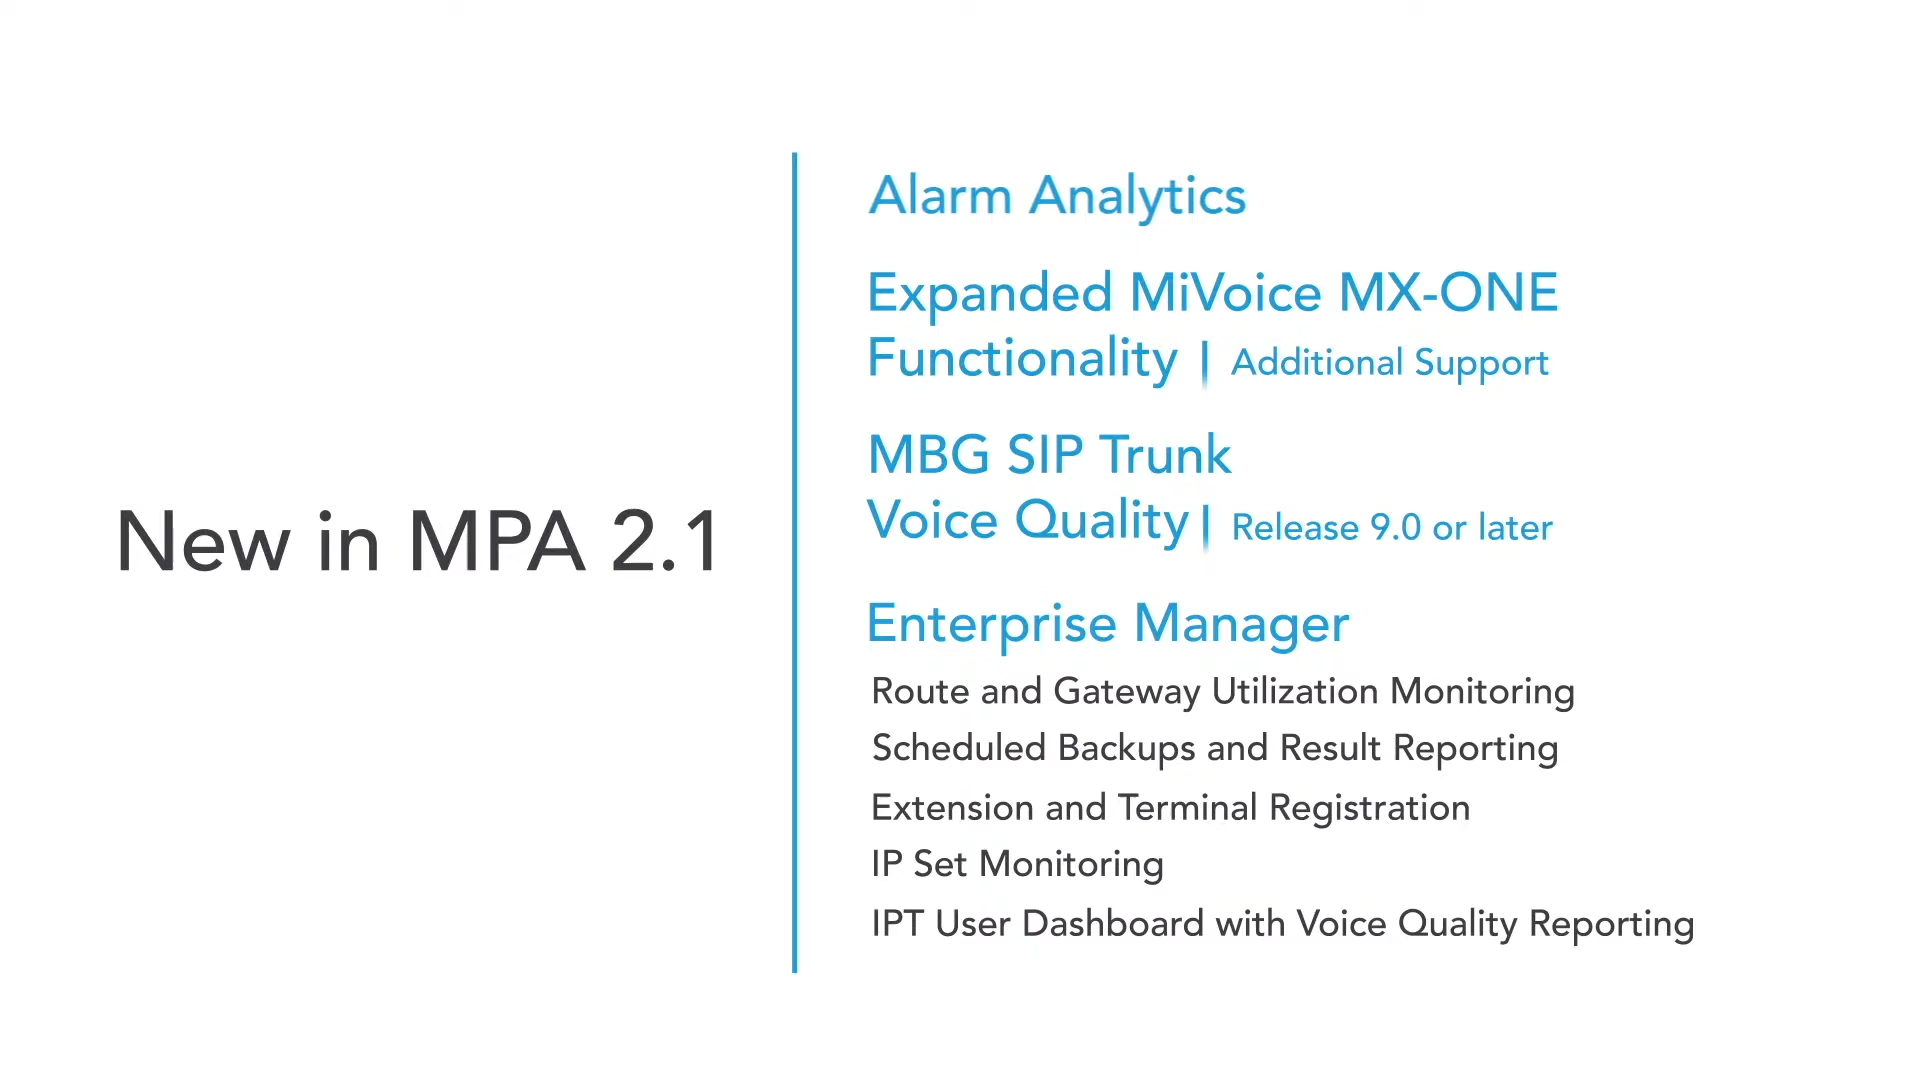 New in MPA 2.1
Alarm Analytics
Expanded MiVoice MX-ONE
Functionality | Additional Support
MBG SIP Trunk
Voice Quality | Release 9.0 or later
Enterprise Manager
Route and Gateway Utilization Monitoring
Scheduled Backups and Result Reporting
Extension and Terminal Registration
IP Set Monitoring
IPT User Dashboard with Voice Quality Reporting